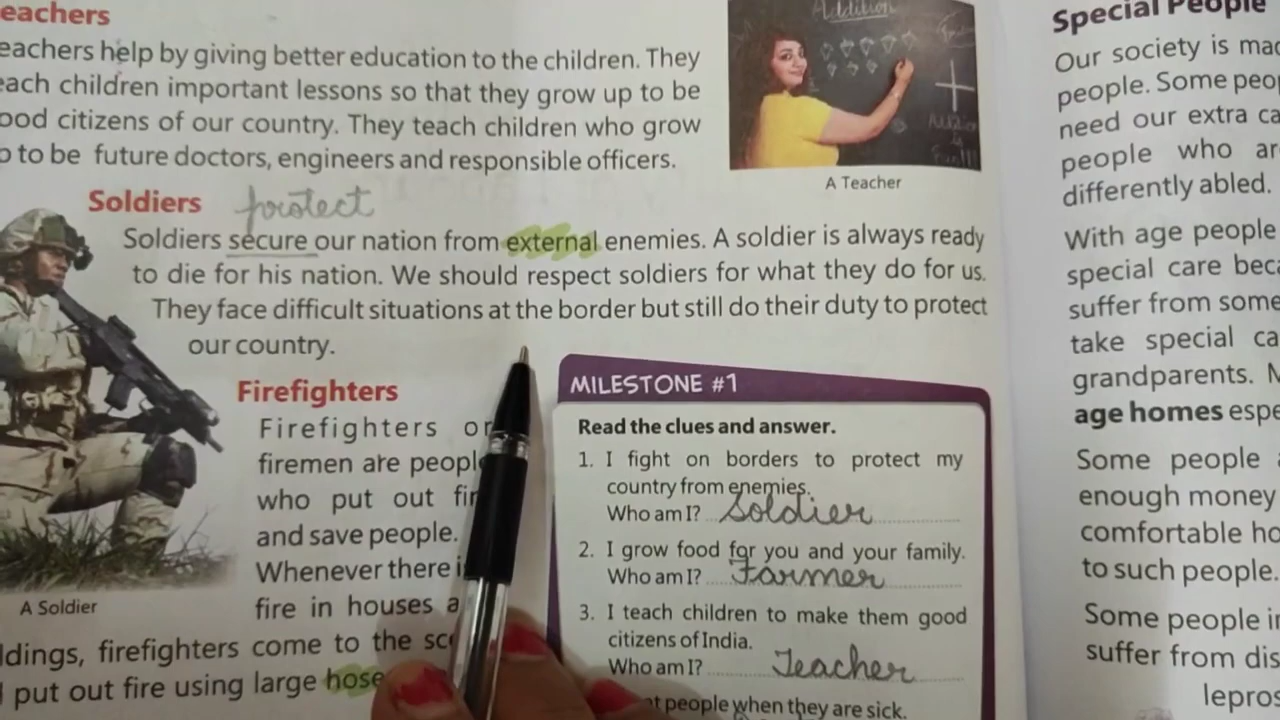 eachers
eachers help by giving better education to the children. They
each children important lessons so that they grow up to be
ood citizens of our country. They teach children who grow
p to be future doctors, engineers and responsible officers.
Addition
A Teacher
Soldiers protect
Soldiers secure our nation from external enemies. A soldier is always ready
to die for his nation. We should respect soldiers for what they do for us.
They face difficult situations at the border but still do their duty to protect
our country.
A Soldier
Firefighters
Firefighters or
firemen are peopl
who put out fir
and save people.
Whenever there i
fire in houses a
ldings, firefighters come to the sc
put out fire using large hose
MILESTONE #1
Read the clues and answer.
1. I fight on borders to protect my
country from enemies.
Who am I? Soldier
2. I grow food for you and your family.
Who am I? Farmer
3. I teach children to make them good
citizens of India.
Who am I? Teacher
people when they are sick.
Special People
Our society is mad
people. Some peop
need our extra ca
people who ar
differently abled.
With age people
special care beca
suffer from some
take special ca
grandparents. M
age homes espe
Some people a
enough money
comfortable ho
to such people.
Some people in
suffer from dis
lepros